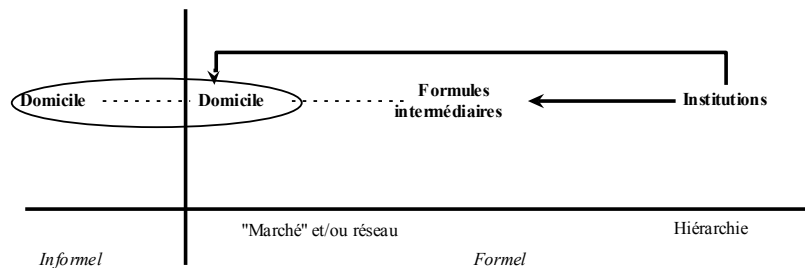 Domicile Domicile Formules intermédiaires Institutions
"Marché" et/ou réseau Hiérarchie
Informel Formel